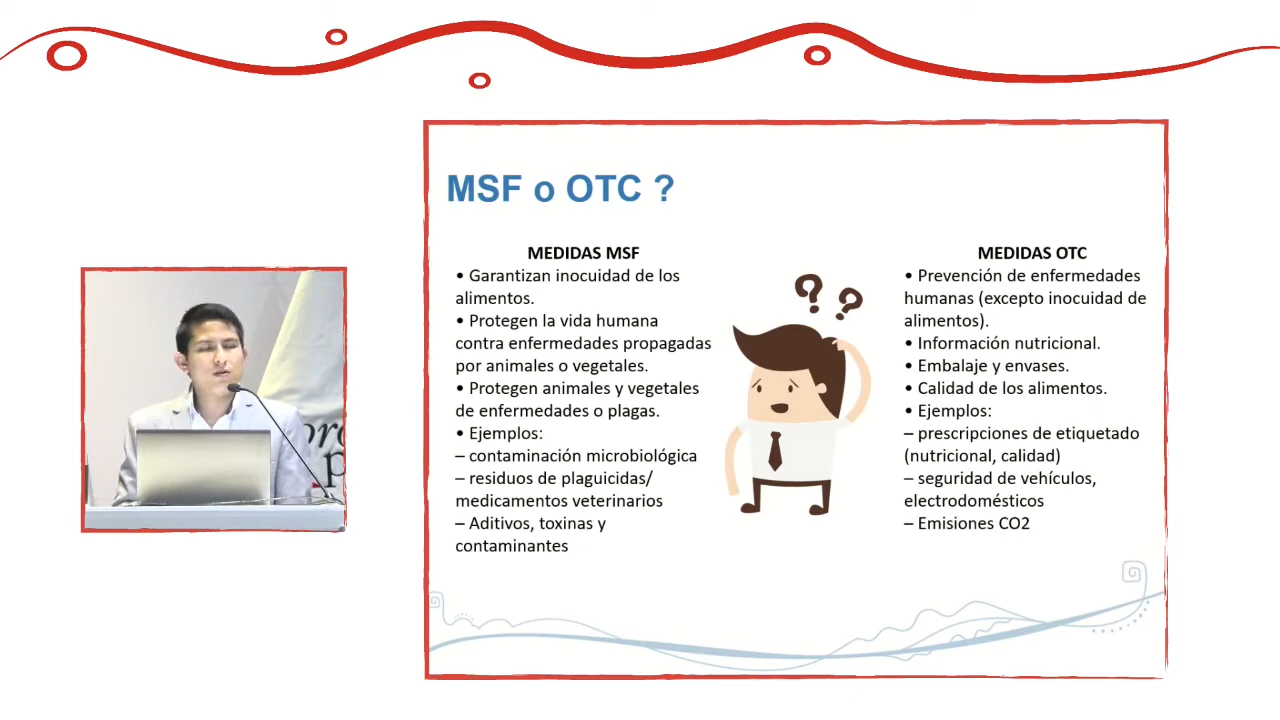 MSF o OTC ?
MEDIDAS MSF
• Garantizan inocuidad de los
alimentos.
• Protegen la vida humana
contra enfermedades propagadas
por animales o vegetales.
• Protegen animales y vegetales
de enfermedades o plagas.
• Ejemplos:
– contaminación microbiológica
– residuos de plaguicidas/
medicamentos veterinarios
– Aditivos, toxinas y
contaminantes
MEDIDAS OTC
• Prevención de enfermedades
humanas (excepto inocuidad de
alimentos).
• Información nutricional.
• Embalaje y envases.
• Calidad de los alimentos.
• Ejemplos:
– prescripciones de etiquetado
(nutricional, calidad)
– seguridad de vehículos,
electrodomésticos
– Emisiones CO2